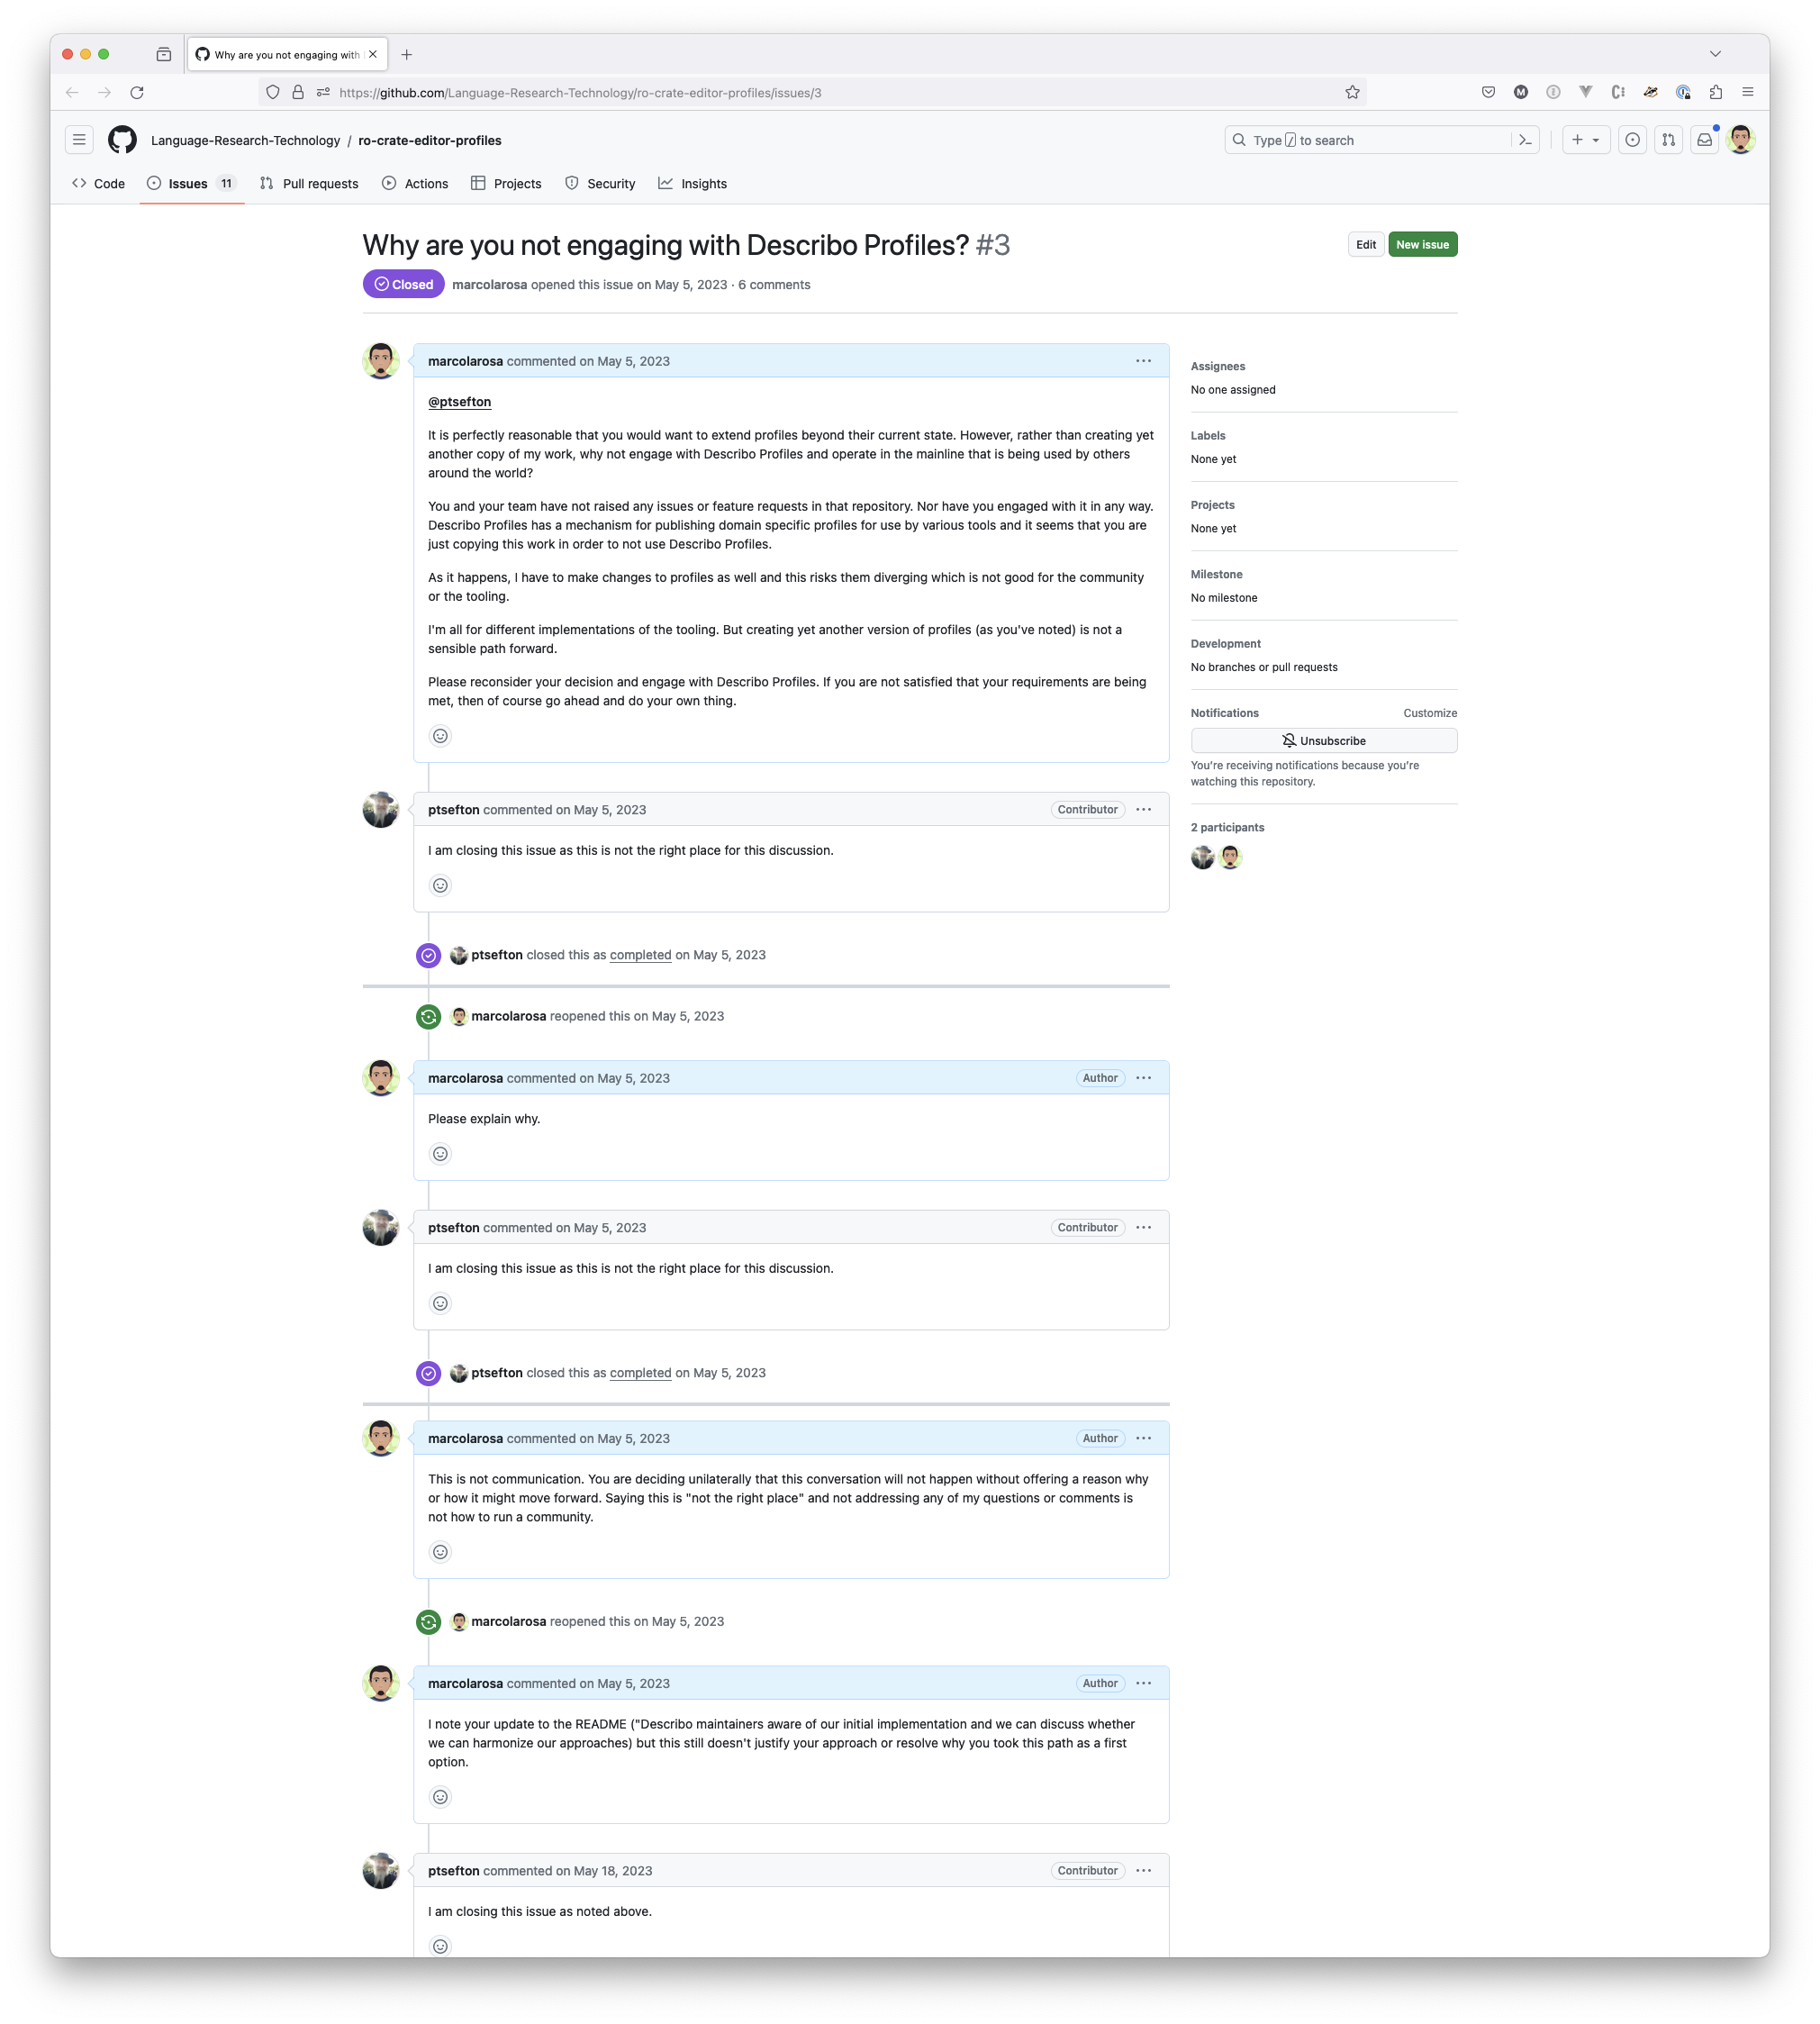 Why are you not engaging with
https://github.com/Language-Research-Technology/ro-crate-editor-profiles/issues/3
Language-Research-Technology / ro-crate-editor-profiles
Type / to search
Code
Issues 11
Pull requests
Actions
Projects
Security
Insights
Why are you not engaging with Describo Profiles? #3
Edit
New issue
Closed
marcolarosa opened this issue on May 5, 2023 · 6 comments
marcolarosa commented on May 5, 2023
@ptsefton
It is perfectly reasonable that you would want to extend profiles beyond their current state. However, rather than creating yet
another copy of my work, why not engage with Describo Profiles and operate in the mainline that is being used by others
around the world?
You and your team have not raised any issues or feature requests in that repository. Nor have you engaged with it in any way.
Describo Profiles has a mechanism for publishing domain specific profiles for use by various tools and it seems that you are
just copying this work in order to not use Describo Profiles.
As it happens, I have to make changes to profiles as well and this risks them diverging which is not good for the community
or the tooling.
I'm all for different implementations of the tooling. But creating yet another version of profiles (as you've noted) is not a
sensible path forward.
Please reconsider your decision and engage with Describo Profiles. If you are not satisfied that your requirements are being
met, then of course go ahead and do your own thing.
Assignees
No one assigned
Labels
None yet
Projects
None yet
Milestone
No milestone
Development
No branches or pull requests
Notifications
Customize
Unsubscribe
You're receiving notifications because you're
watching this repository.
2 participants
ptsefton commented on May 5, 2023
Contributor
I am closing this issue as this is not the right place for this discussion.
ptsefton closed this as completed on May 5, 2023
marcolarosa reopened this on May 5, 2023
marcolarosa commented on May 5, 2023
Author
Please explain why.
ptsefton commented on May 5, 2023
Contributor
I am closing this issue as this is not the right place for this discussion.
ptsefton closed this as completed on May 5, 2023
marcolarosa commented on May 5, 2023
Author
This is not communication. You are deciding unilaterally that this conversation will not happen without offering a reason why
or how it might move forward. Saying this is "not the right place" and not addressing any of my questions or comments is
not how to run a community.
marcolarosa reopened this on May 5, 2023
marcolarosa commented on May 5, 2023
Author
I note your update to the README ("Describo maintainers aware of our initial implementation and we can discuss whether
we can harmonize our approaches) but this still doesn't justify your approach or resolve why you took this path as a first
option.
ptsefton commented on May 18, 2023
Contributor
I am closing this issue as noted above.